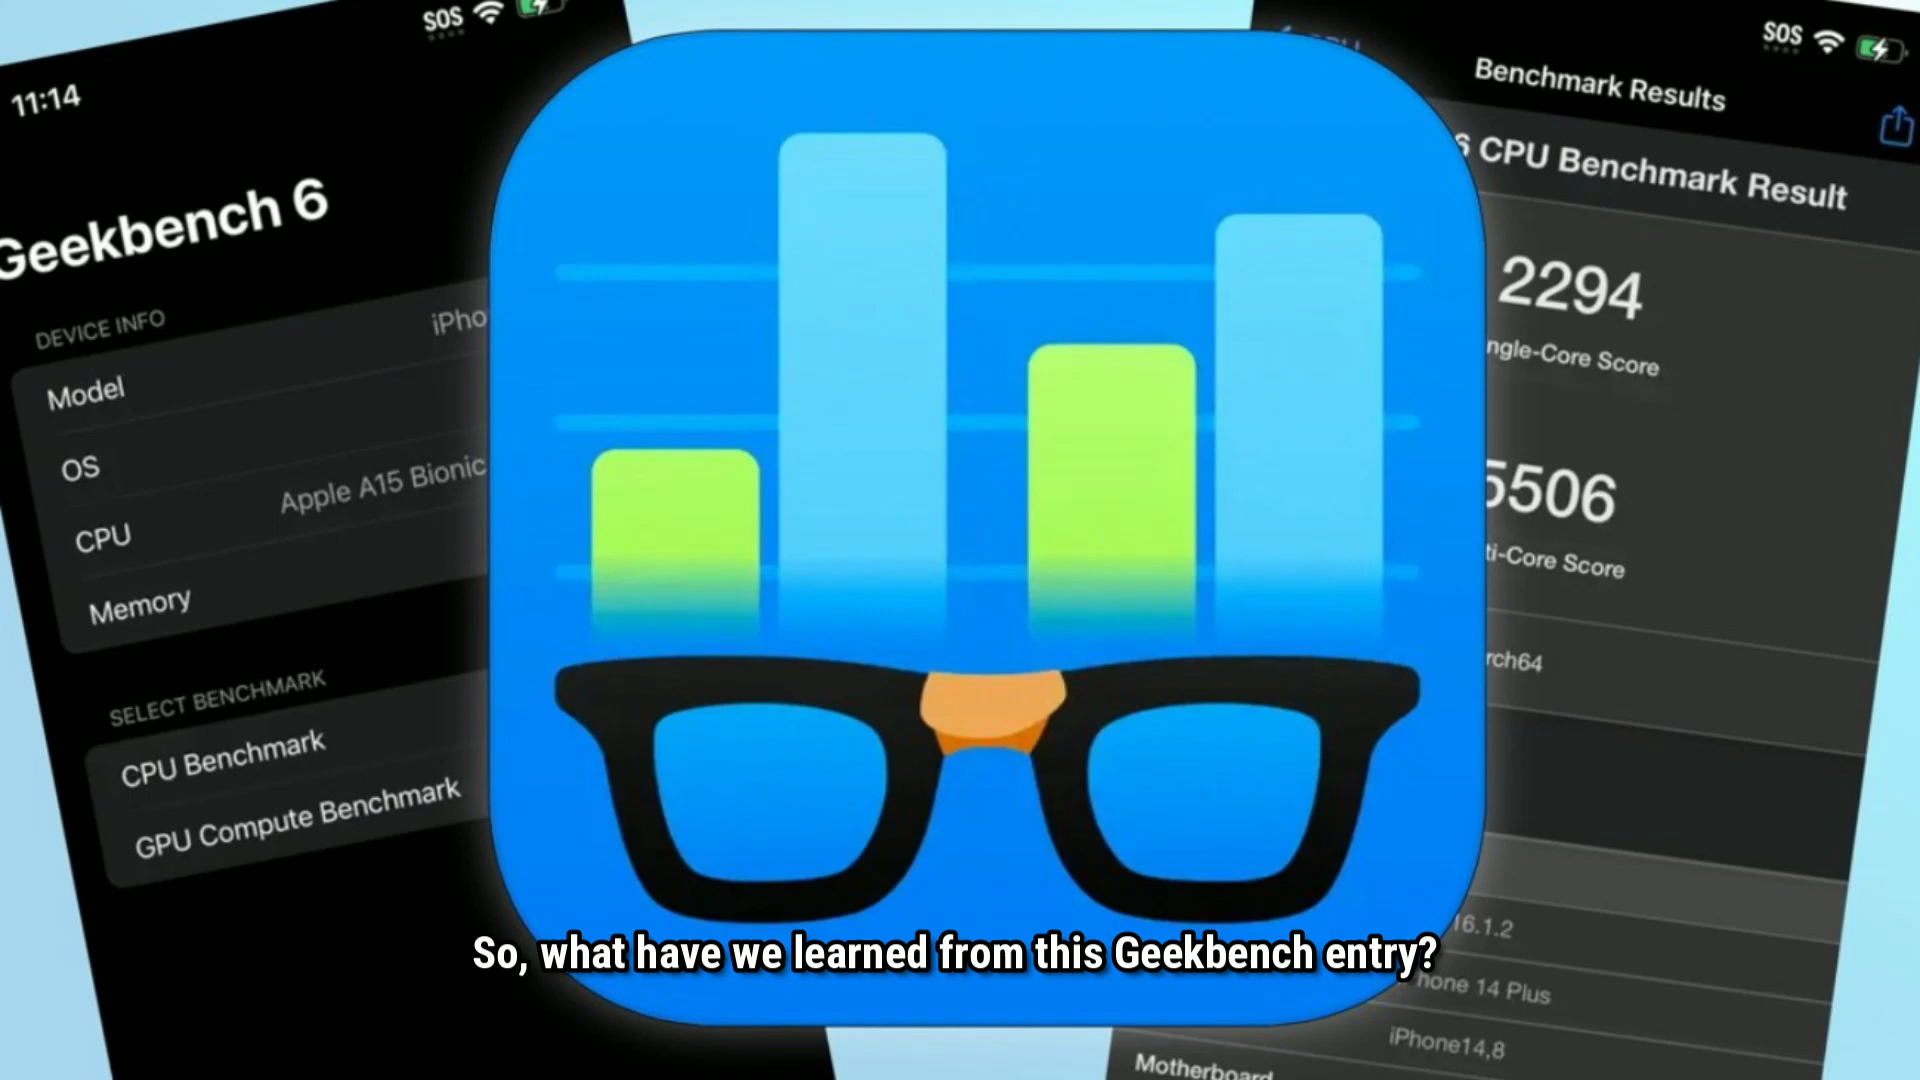 SOS
11:14
Geekbench 6
DEVICE INFO
Model
OS
CPU
Apple A15 Bionic
Memory
SELECT BENCHMARK
CPU Benchmark
GPU Compute Benchmark
SOS
Benchmark Results
6 CPU Benchmark Result
2294
ngle-Core Score
5506
ti-Core Score
rch64
16.1.2
hone 14 Plus
iPhone14,8
Motherboard
So, what have we learned from this Geekbench entry?